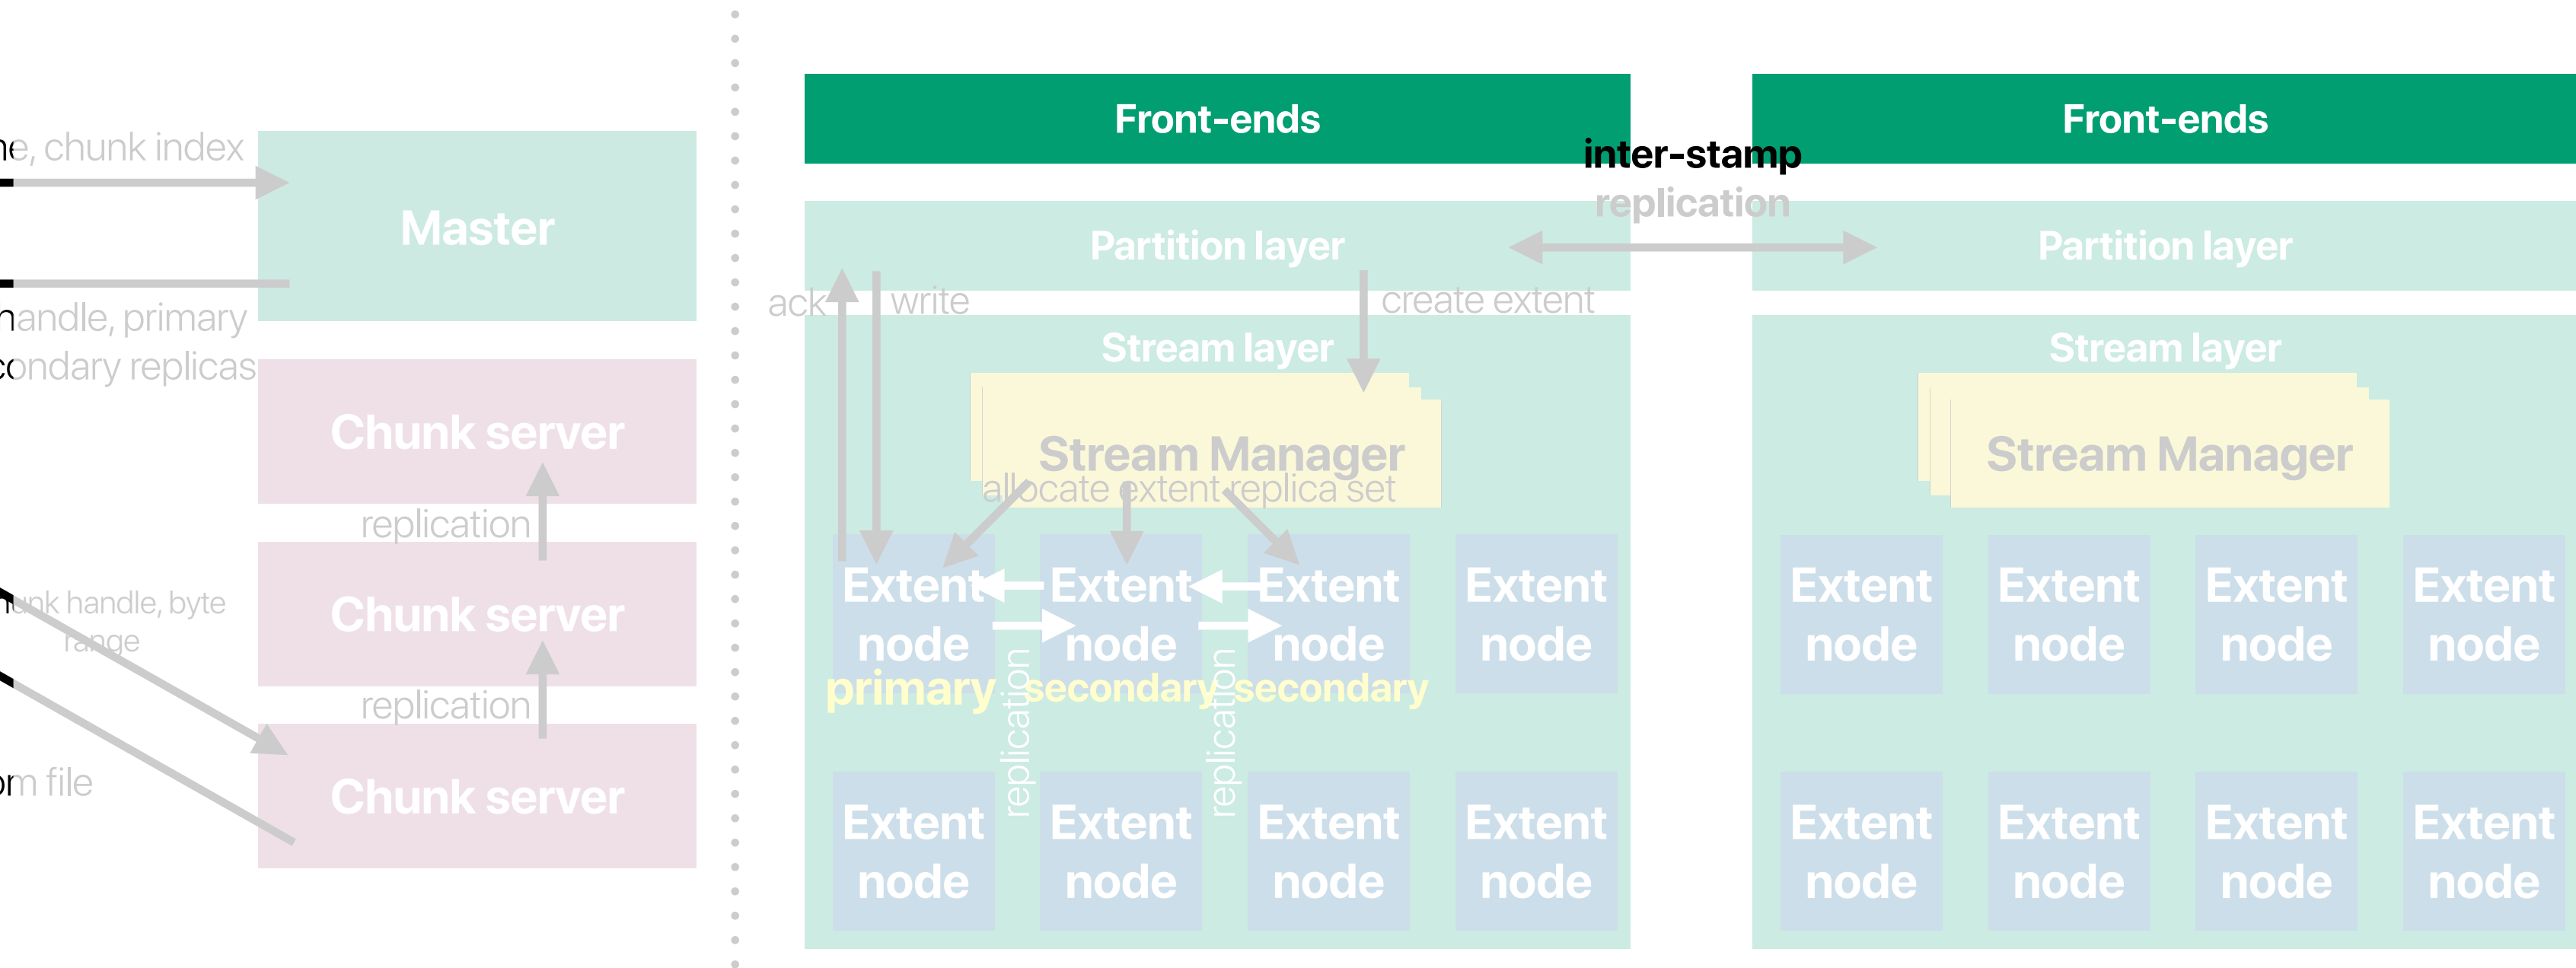 chunk index
Master
handle, primary
replicas
Chunk server
replication
Chunk server
handle, byte
range
replication
file
Chunk server
Front-ends
Front-ends
inter-stamp
replication
Partition layer
Partition layer
ack
write
create extent
Stream layer
Stream layer
Stream Manager
Stream Manager
allocate extent replica set
Extent
node
primary
Extent
node
secondary
Extent
node
secondary
Extent
node
replication
replication
Extent
node
Extent
node
Extent
node
Extent
node
Extent
node
Extent
node
Extent
node
Extent
node
Extent
node
Extent
node
Extent
node
Extent
node